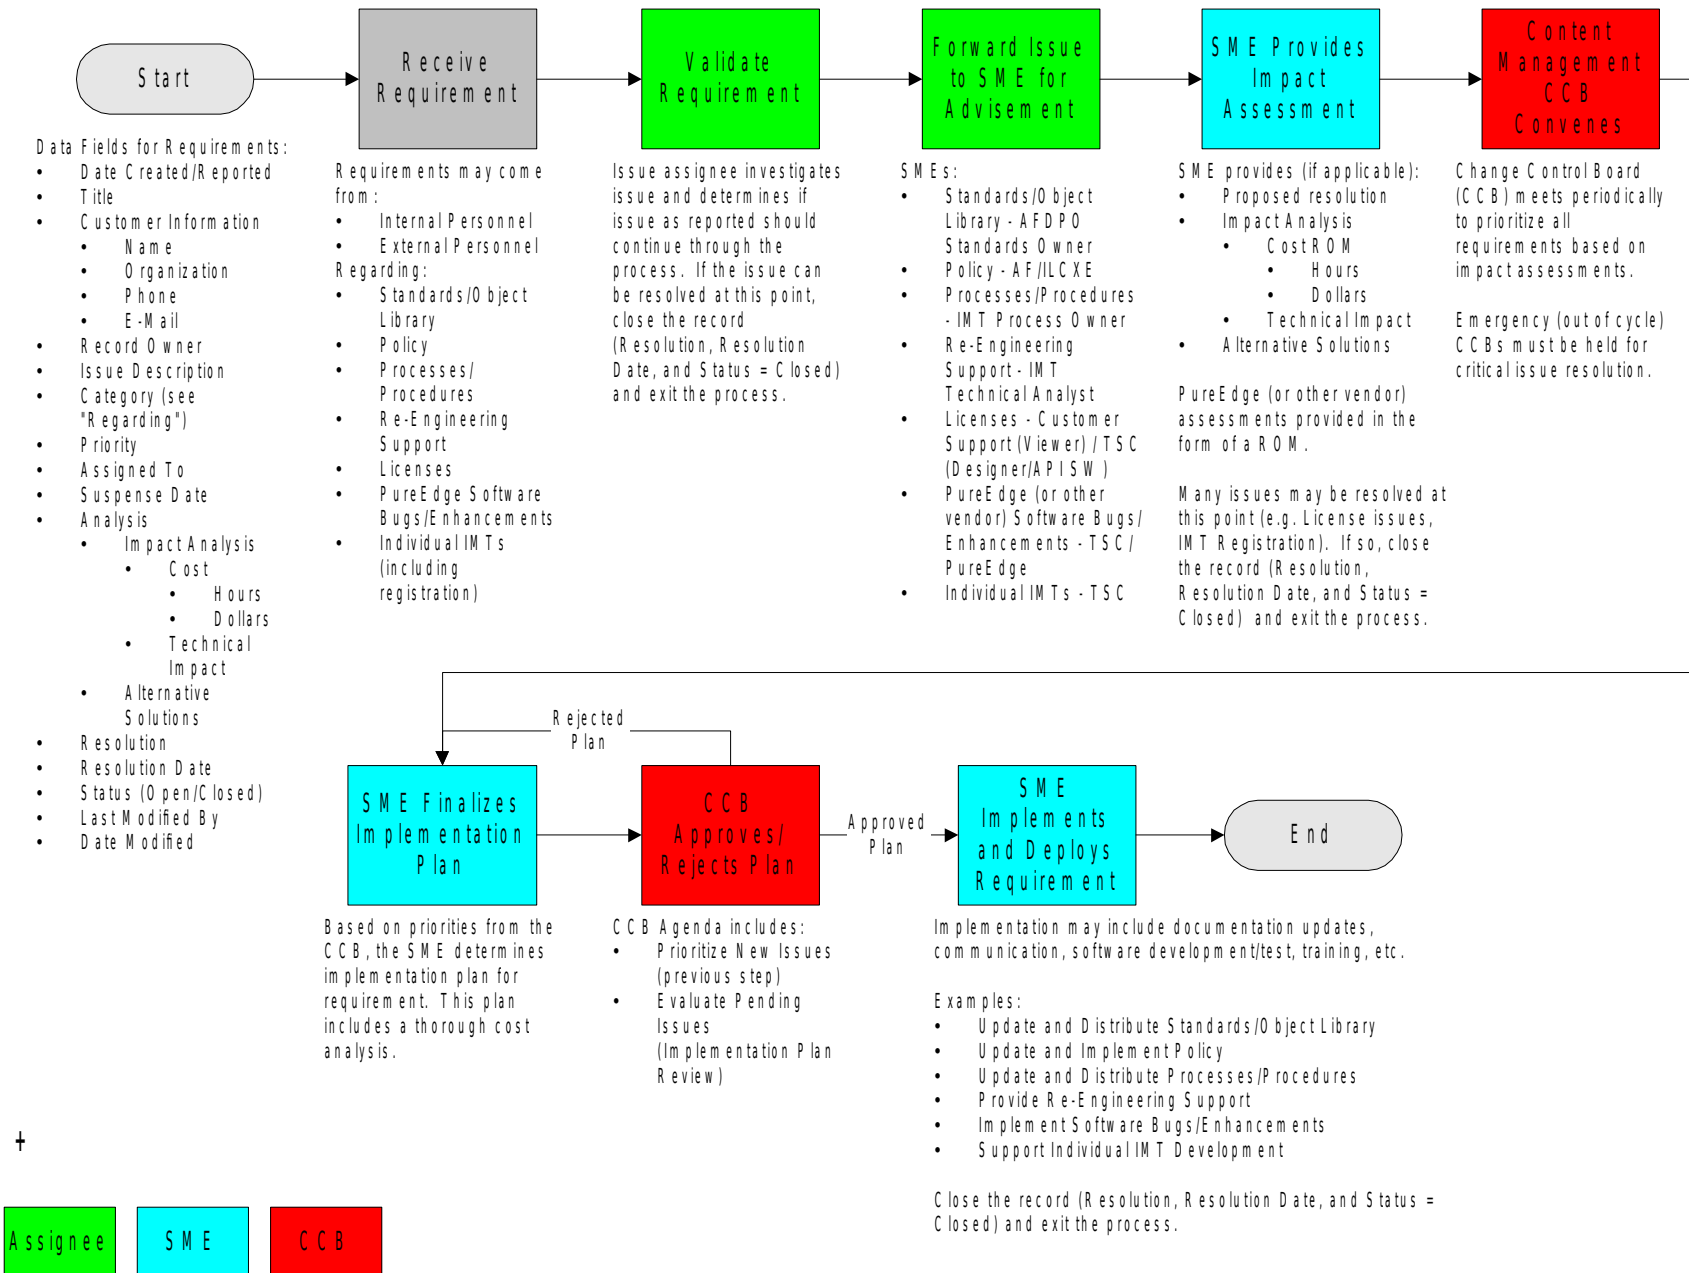 Start
Receive
Requirement
Validate
Requirement
Forward Issue
to SME for
Advisement
SME Provides
Impact
Assessment
Content
Management
CCB
Convenes
Data Fields for Requirements:
• Date Created/Reported
• Title
• Customer Information
• Name
• Organization
• Phone
• E-Mail
• Record Owner
• Issue Description
• Category (see
"Regarding")
• Priority
• Assigned To
• Suspense Date
• Analysis
• Impact Analysis
• Cost
• Hours
• Dollars
• Technical
Impact
• Alternative
Solutions
• Resolution
• Resolution Date
• Status (Open/Closed)
• Last Modified By
• Date Modified
Requirements may come
from:
• Internal Personnel
• External Personnel
Regarding:
• Standards/Object
Library
• Policy
• Processes/
Procedures
• Re-Engineering
Support
• Licenses
• PureEdge Software
Bugs/Enhancements
• Individual IMTs
(including
registration)
Issue assignee investigates
issue and determines if
issue as reported should
continue through the
process. If the issue can
be resolved at this point,
close the record
(Resolution, Resolution
Date, and Status = Closed)
and exit the process.
SMEs:
• Standards/Object
Library - AFDPO
Standards Owner
• Policy - AF/ILCXE
• Processes/Procedures
- IMT Process Owner
• Re-Engineering
Support - IMT
Technical Analyst
• Licenses - Customer
Support (Viewer) / TSC
(Designer/API SW)
• PureEdge (or other
vendor) Software Bugs/
Enhancements - TSC/
PureEdge
• Individual IMTs - TSC
SME provides (if applicable):
• Proposed resolution
• Impact Analysis
• Cost ROM
• Hours
• Dollars
• Technical Impact
• Alternative Solutions
PureEdge (or other vendor)
assessments provided in the
form of a ROM.
Many issues may be resolved at
this point (e.g. License issues,
IMT Registration). If so, close
the record (Resolution,
Resolution Date, and Status =
Closed) and exit the process.
Change Control Board
(CCB) meets periodically
to prioritize all
requirements based on
impact assessments.
Emergency (out of cycle)
CCBs must be held for
critical issue resolution.
Rejected
Plan
SME Finalizes
Implementation
Plan
CCB
Approves/
Rejects Plan
Approved
Plan
SME
Implements
and Deploys
Requirement
End
Based on priorities from the
CCB, the SME determines
implementation plan for
requirement. This plan
includes a thorough cost
analysis.
CCB Agenda includes:
• Prioritize New Issues
(previous step)
• Evaluate Pending
Issues
(Implementation Plan
Review)
Implementation may include documentation updates,
communication, software development/test, training, etc.
Examples:
• Update and Distribute Standards/Object Library
• Update and Implement Policy
• Update and Distribute Processes/Procedures
• Provide Re-Engineering Support
• Implement Software Bugs/Enhancements
• Support Individual IMT Development
Close the record (Resolution, Resolution Date, and Status =
Closed) and exit the process.
+
Assignee
SME
CCB